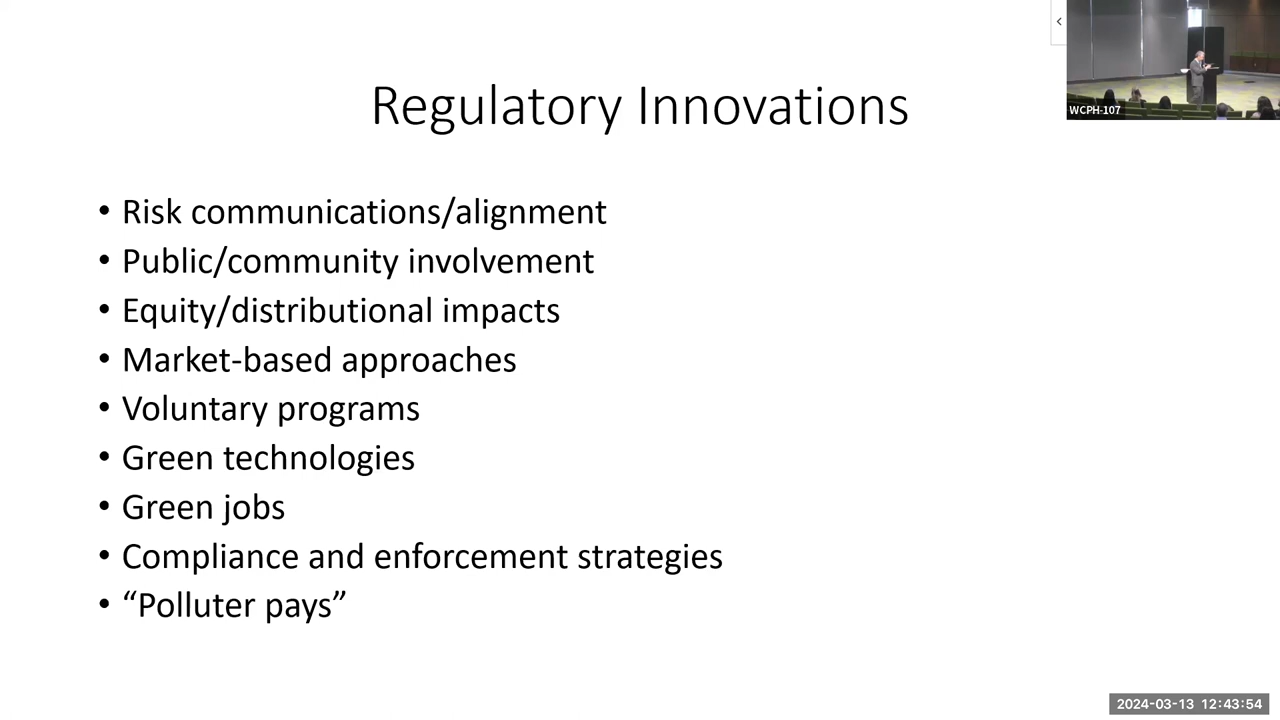 WCPH-107
Regulatory Innovations
• Risk communications/alignment
• Public/community involvement
• Equity/distributional impacts
• Market-based approaches
• Voluntary programs
• Green technologies
• Green jobs
• Compliance and enforcement strategies
• “Polluter pays”
2024-03-13 12:43:54